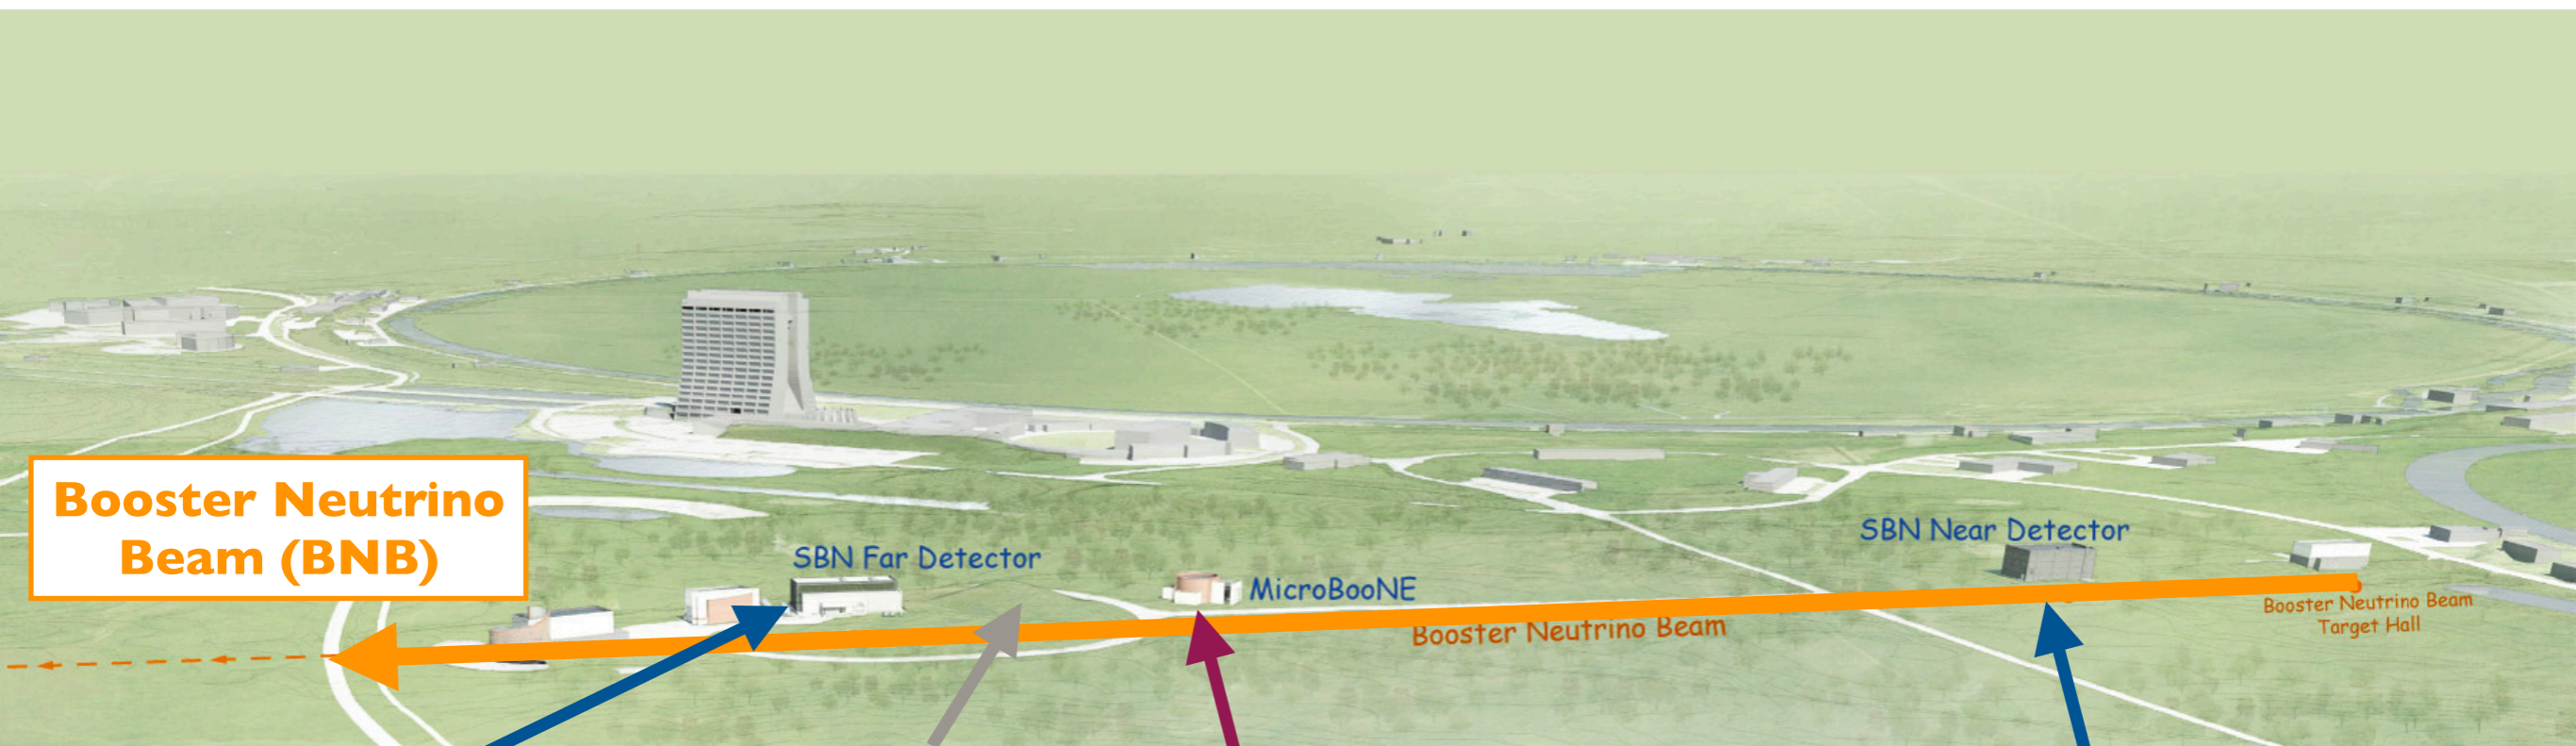 Booster Neutrino
Beam (BNB)
SBN Far Detector
MicroBooNE
SBN Near Detector
Booster Neutrino Beam
Booster Neutrino Beam
Target Hall